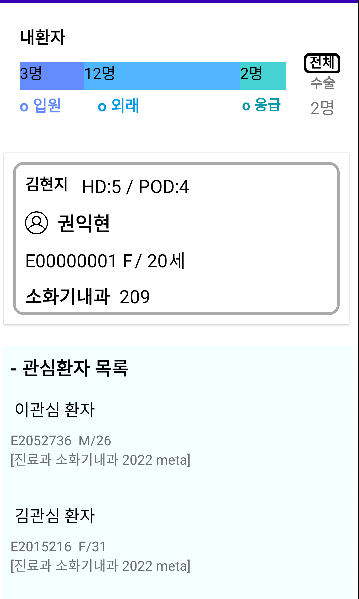 내환자
전체
3명 12명 2명
수술
o 입원 o 외래 o 응급
2명
김현지 HD:5 / POD:4
권익현
E00000001 F / 20세
소화기내과 209
- 관심환자 목록
이관심 환자
E2052736 M/26
[진료과 소화기내과 2022 meta]
김관심 환자
E2015216 F/31
[진료과 소화기내과 2022 meta]